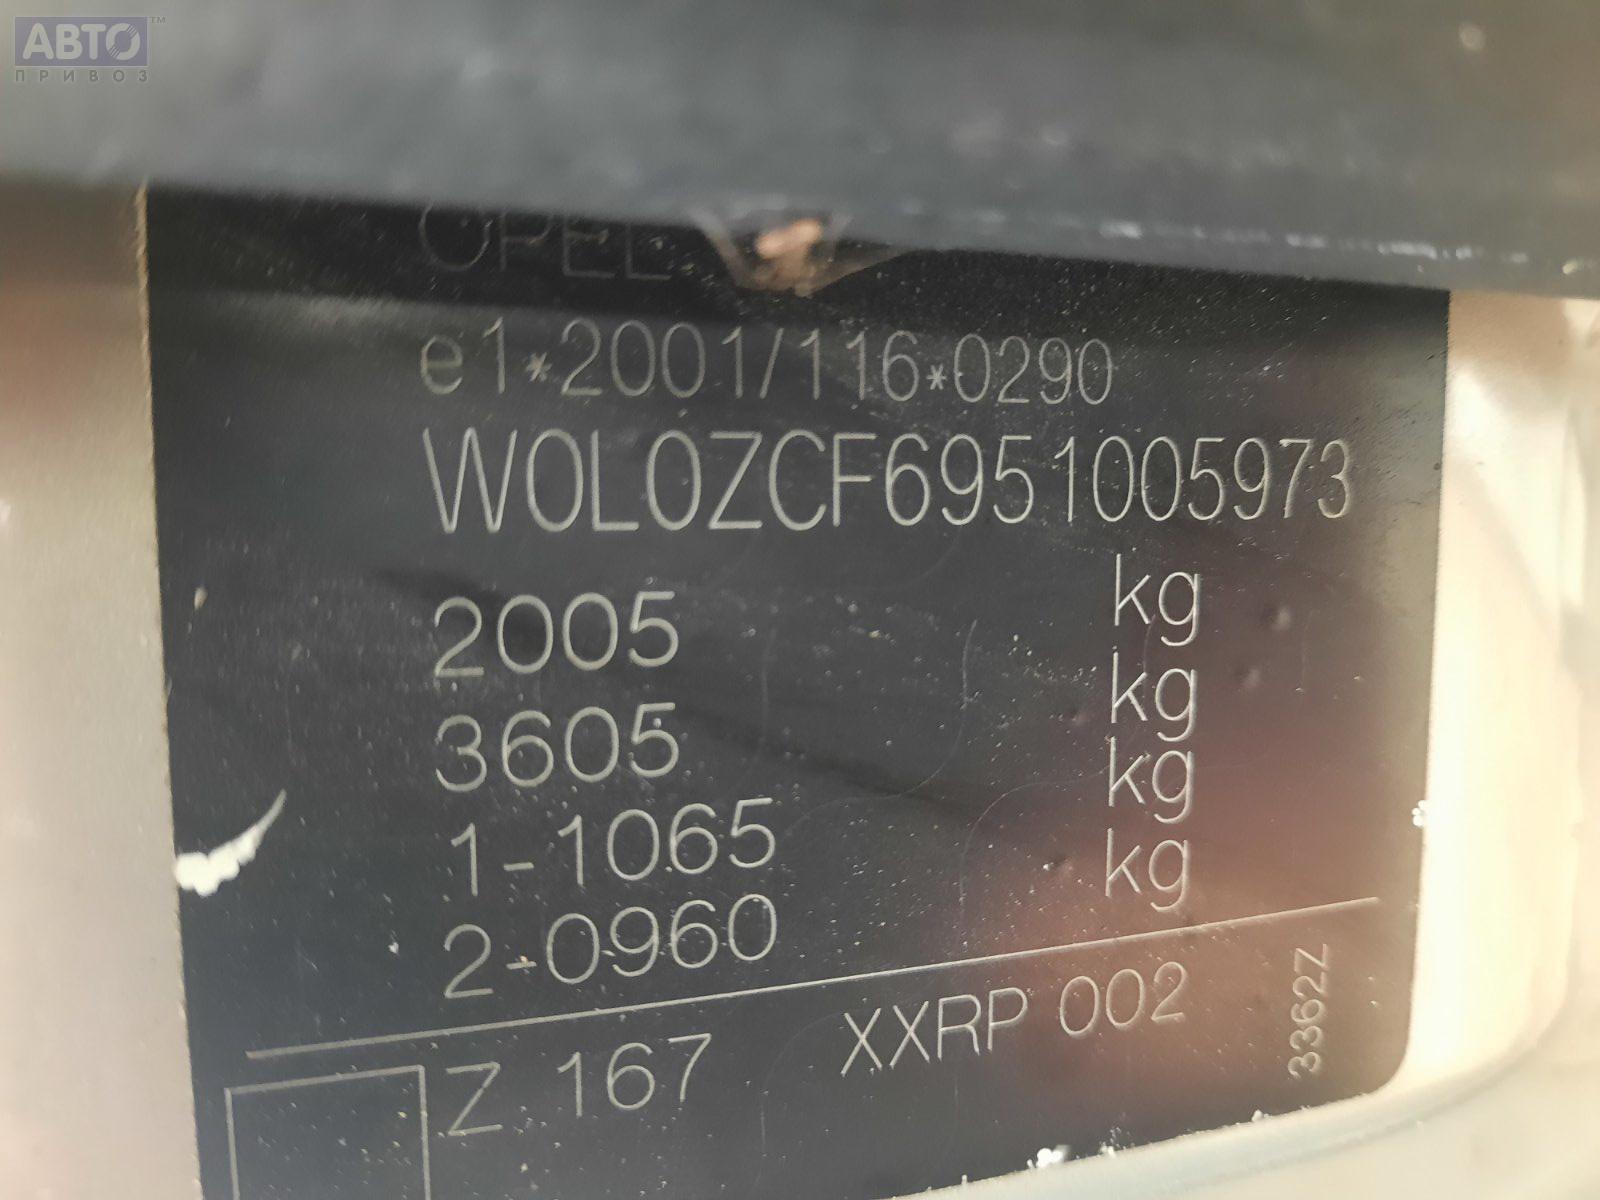 АВТО™
ПРИВОЗ
OPEL
e1*2001/116*0290
W0L0ZCF6951005973
2005 kg
3605 kg
1-1065 kg
2-0960 kg
Z 167 XXRP 002
3362Z